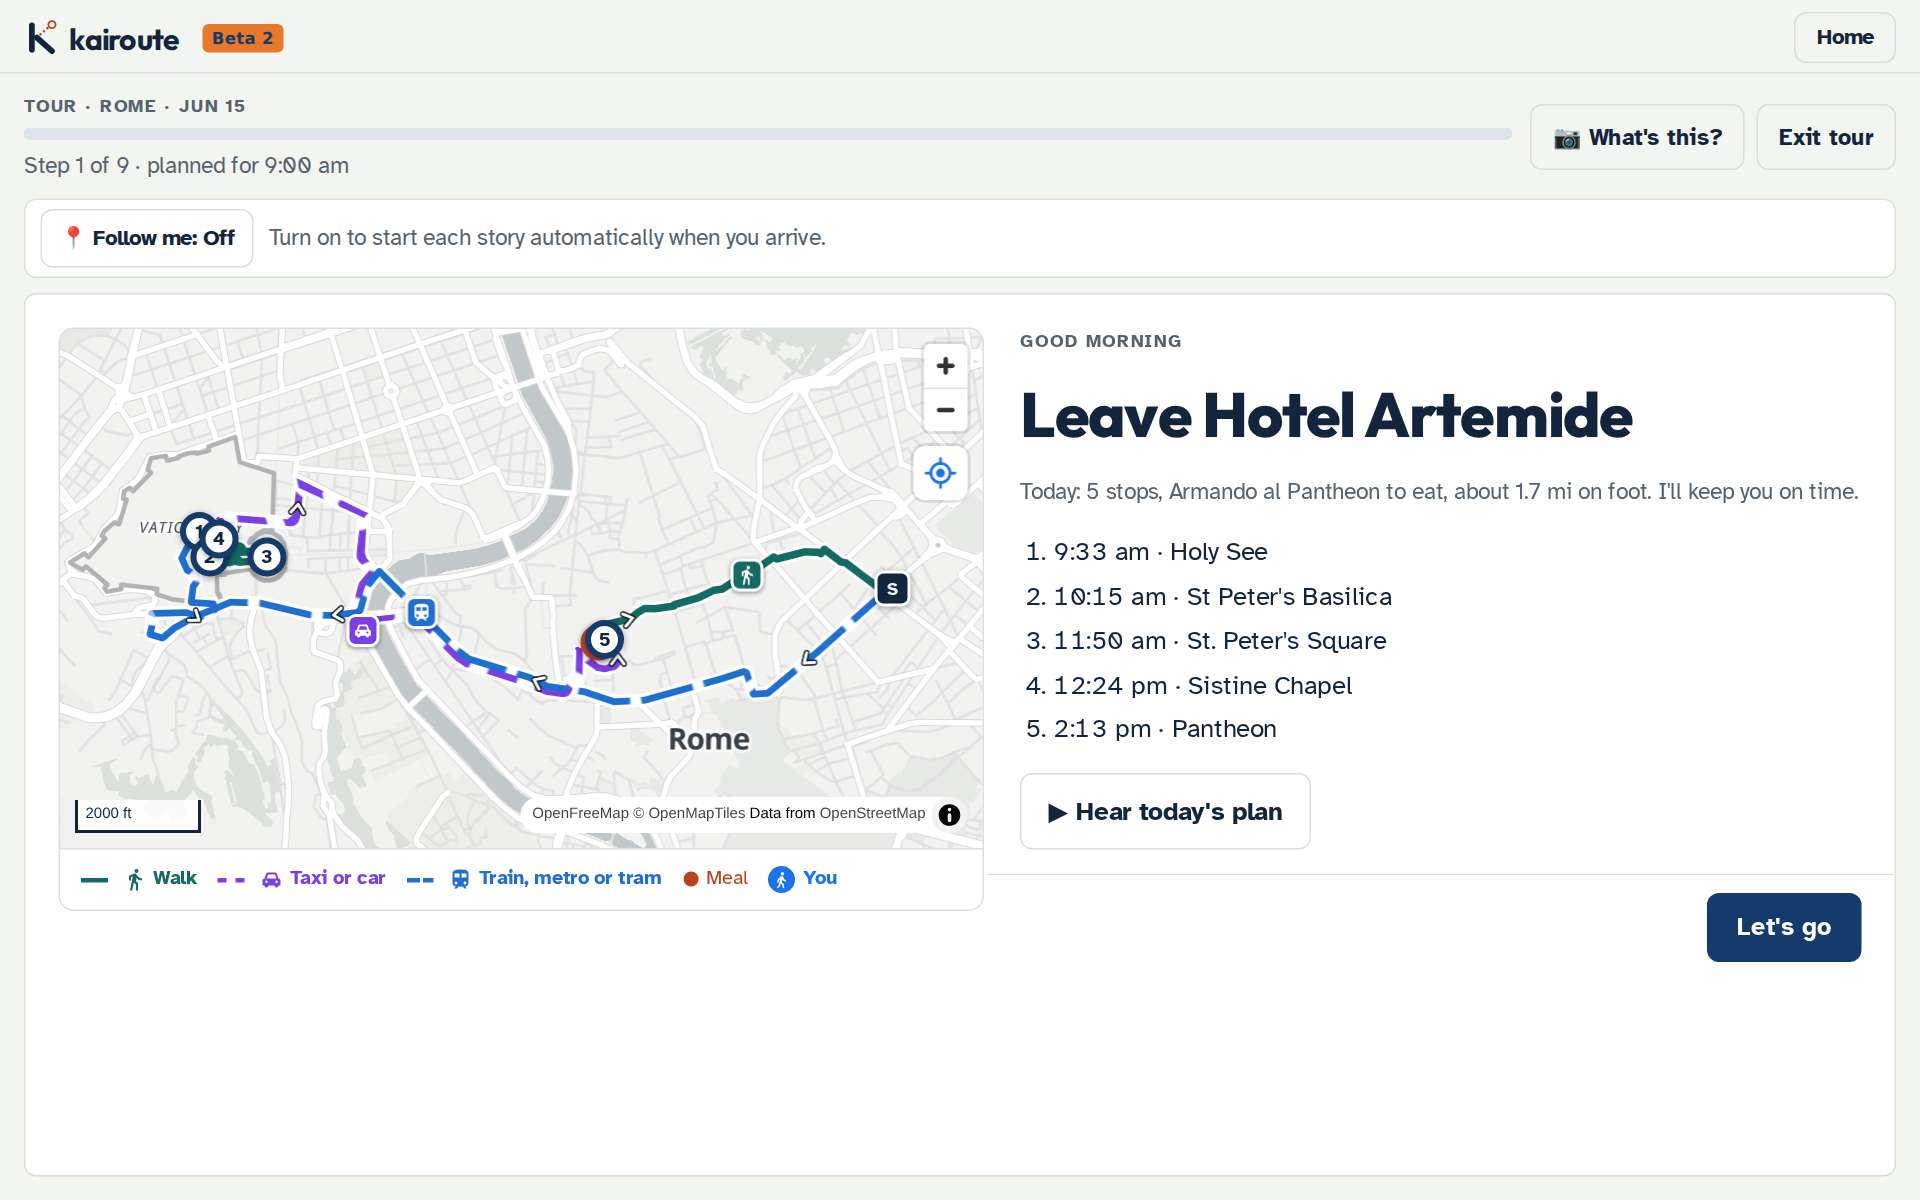 kairoute
Beta 2
Home
TOUR · ROME · JUN 15
Step 1 of 9 · planned for 9:00 am
What's this?
Exit tour
Follow me: Off
Turn on to start each story automatically when you arrive.
1
4
2
3
S
5
Rome
2000 ft
OpenFreeMap © OpenMapTiles Data from OpenStreetMap
Walk
Taxi or car
Train, metro or tram
Meal
You
GOOD MORNING
Leave Hotel Artemide
Today: 5 stops, Armando al Pantheon to eat, about 1.7 mi on foot. I'll keep you on time.
1. 9:33 am · Holy See
2. 10:15 am · St Peter's Basilica
3. 11:50 am · St. Peter's Square
4. 12:24 pm · Sistine Chapel
5. 2:13 pm · Pantheon
▶ Hear today's plan
Let's go